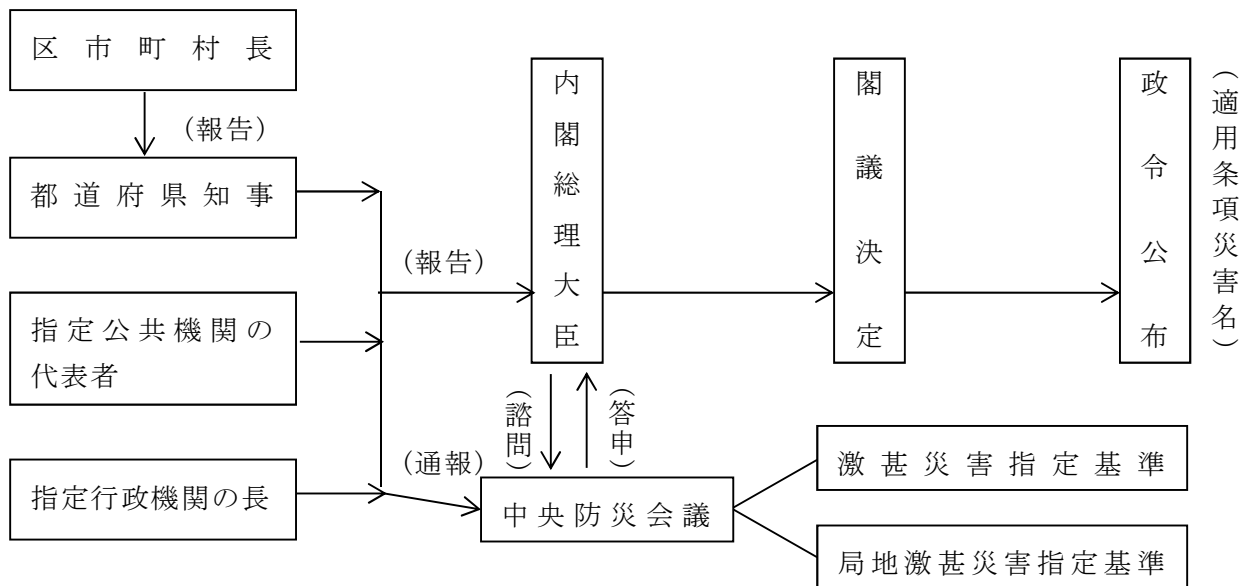 区市町村長
(報告)
都道府県知事
指定公共機関の
代表者
指定行政機関の長
(報告)
(通報)
内閣総理大臣
(諮問)
(答申)
中央防災会議
閣議決定
政令公布
(適用条項災害名)
激甚災害指定基準
局地激甚災害指定基準